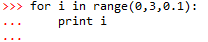 >>> for i in range(0,3,0.1):
...     print i
...